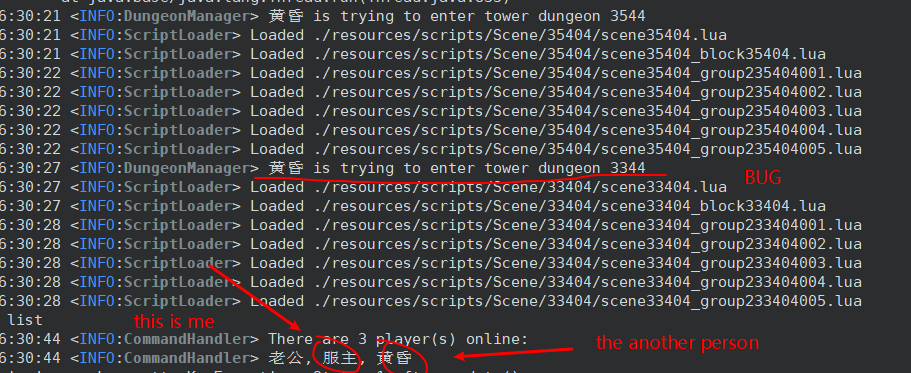 6:30:21 <INFO:DungeonManager> 黄昏 is trying to enter tower dungeon 3544
6:30:21 <INFO:ScriptLoader> Loaded ./resources/scripts/Scene/35404/scene35404.lua
6:30:21 <INFO:ScriptLoader> Loaded ./resources/scripts/Scene/35404/scene35404_block35404.lua
6:30:22 <INFO:ScriptLoader> Loaded ./resources/scripts/Scene/35404/scene35404_group235404001.lua
6:30:22 <INFO:ScriptLoader> Loaded ./resources/scripts/Scene/35404/scene35404_group235404002.lua
6:30:22 <INFO:ScriptLoader> Loaded ./resources/scripts/Scene/35404/scene35404_group235404003.lua
6:30:22 <INFO:ScriptLoader> Loaded ./resources/scripts/Scene/35404/scene35404_group235404004.lua
6:30:22 <INFO:ScriptLoader> Loaded ./resources/scripts/Scene/35404/scene35404_group235404005.lua
6:30:27 <INFO:DungeonManager> 黄昏 is trying to enter tower dungeon 3344
BUG
6:30:27 <INFO:ScriptLoader> Loaded ./resources/scripts/Scene/33404/scene33404.lua
6:30:27 <INFO:ScriptLoader> Loaded ./resources/scripts/Scene/33404/scene33404_block33404.lua
6:30:28 <INFO:ScriptLoader> Loaded ./resources/scripts/Scene/33404/scene33404_group233404001.lua
6:30:28 <INFO:ScriptLoader> Loaded ./resources/scripts/Scene/33404/scene33404_group233404002.lua
6:30:28 <INFO:ScriptLoader> Loaded ./resources/scripts/Scene/33404/scene33404_group233404003.lua
6:30:28 <INFO:ScriptLoader> Loaded ./resources/scripts/Scene/33404/scene33404_group233404004.lua
6:30:28 <INFO:ScriptLoader> Loaded ./resources/scripts/Scene/33404/scene33404_group233404005.lua
list
this is me
6:30:44 <INFO:CommandHandler> There are 3 player(s) online:
the another person
6:30:44 <INFO:CommandHandler> 老公, 服主, 黄昏